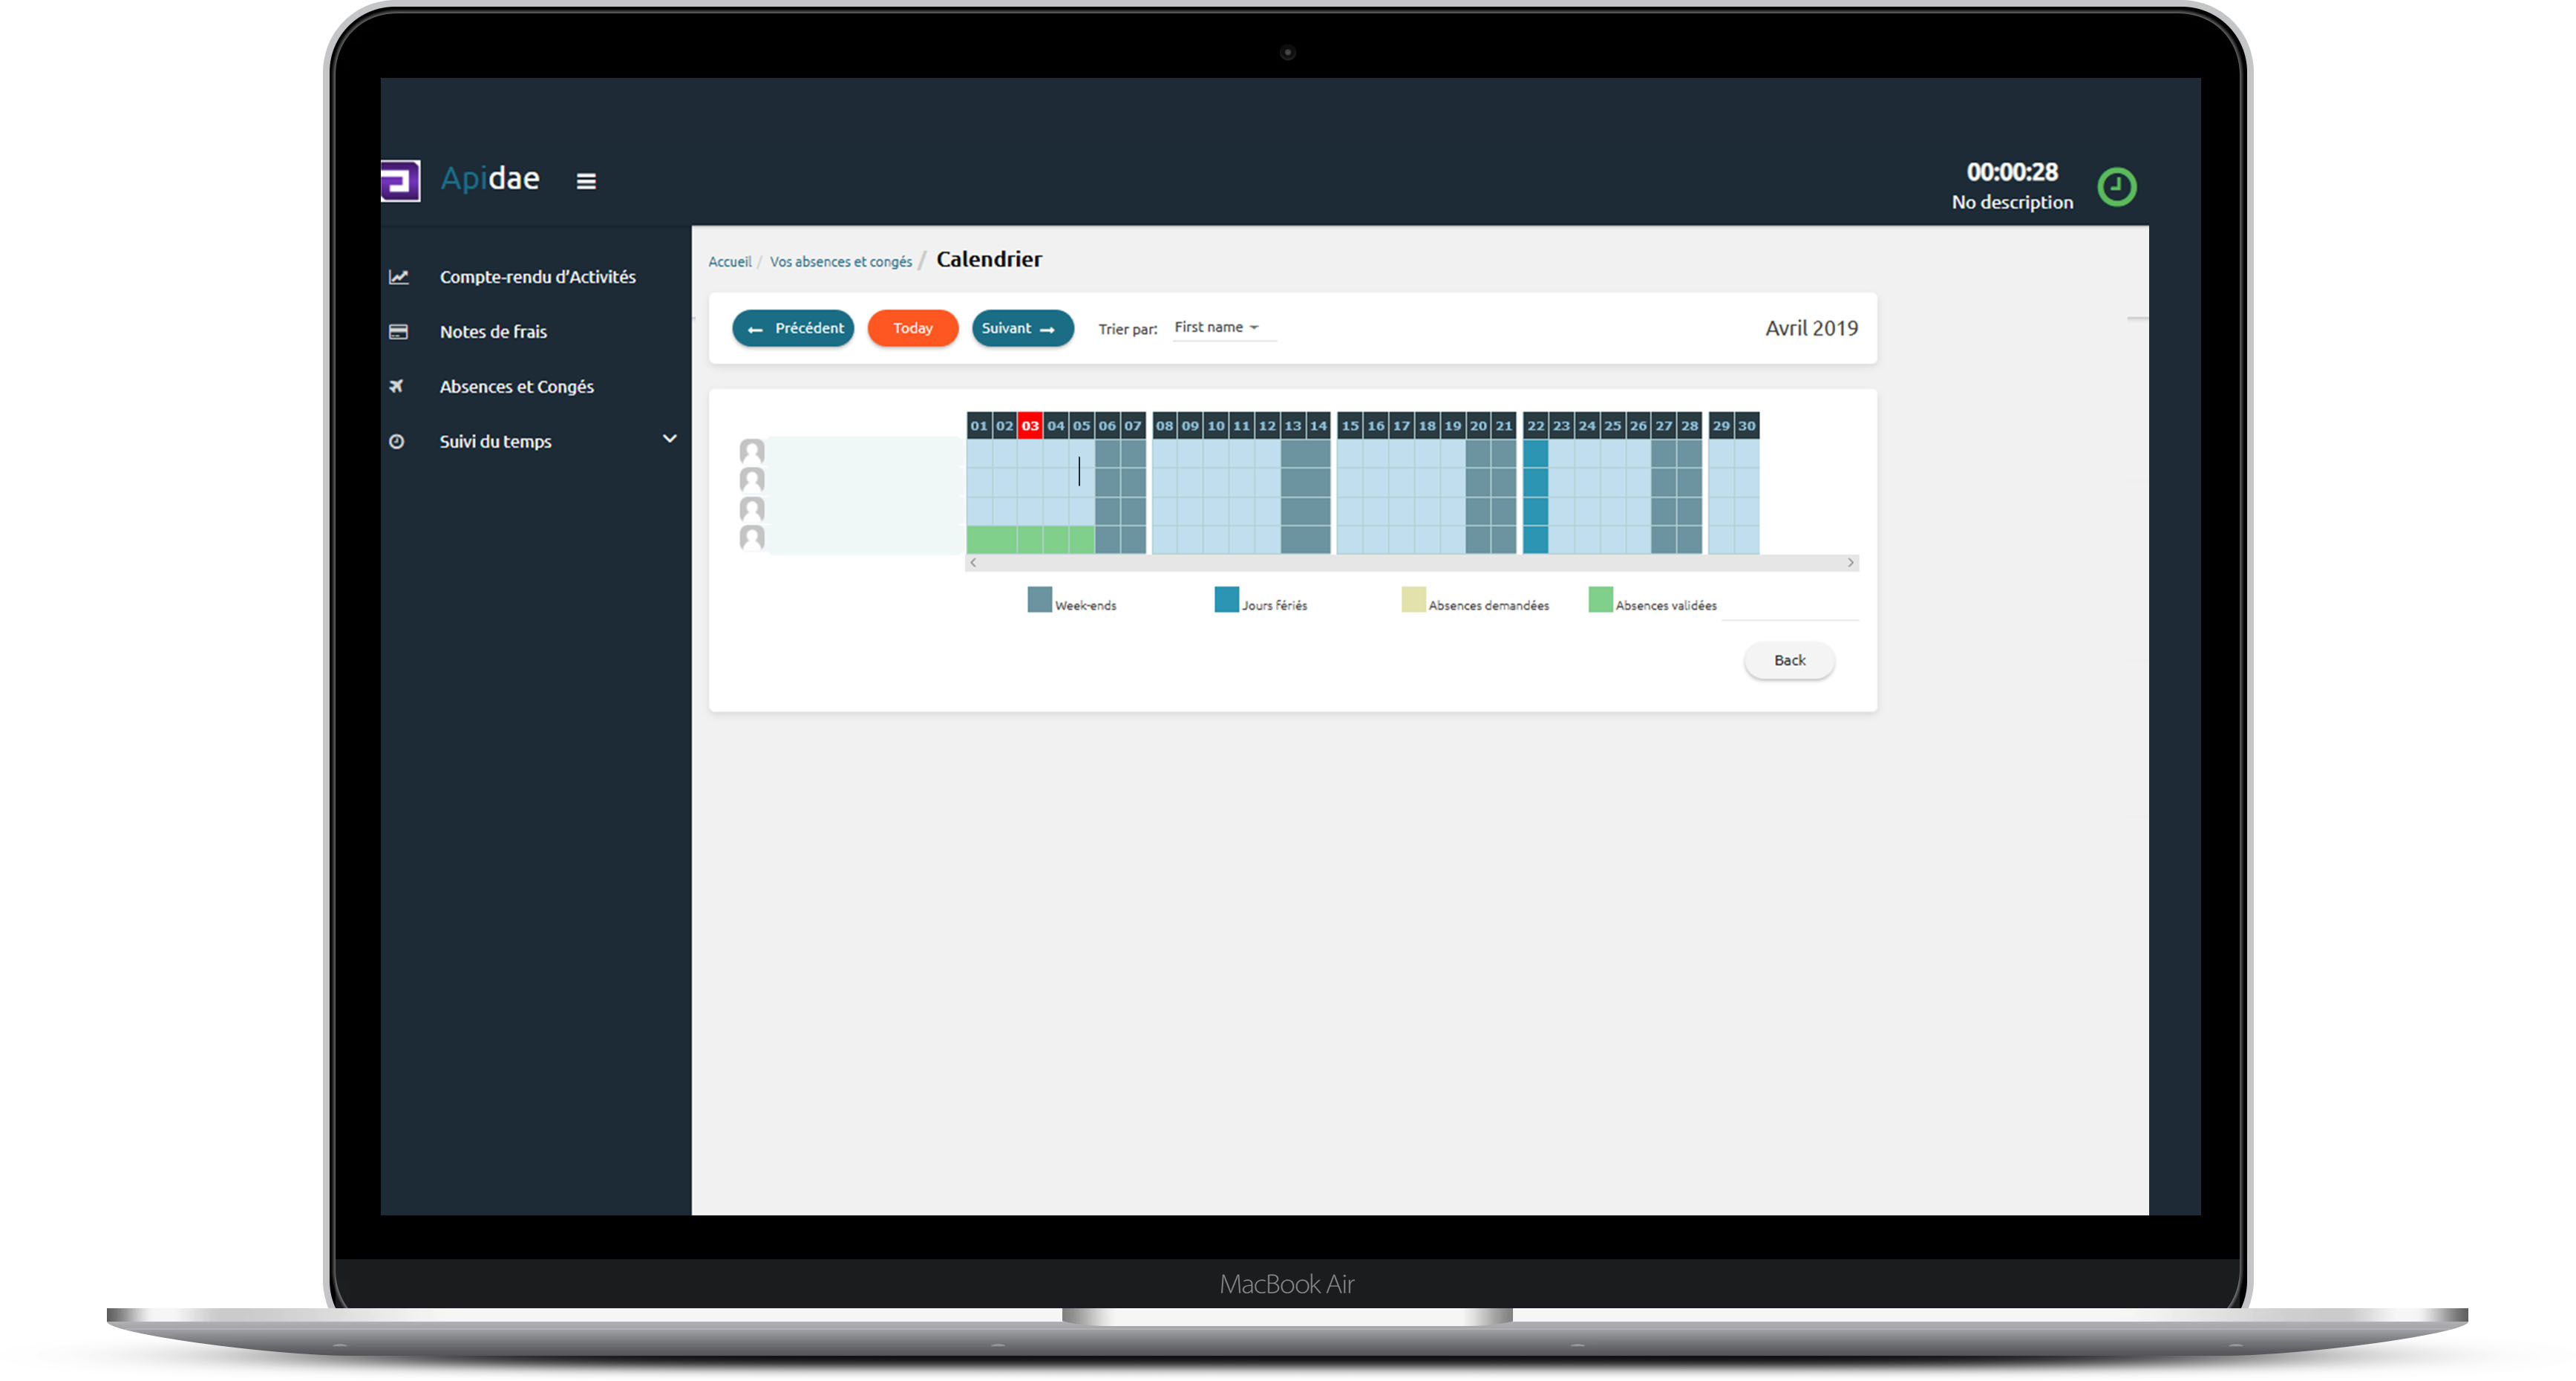 Apidae
00:00:28
No description
Compte-rendu d'Activités
Notes de frais
Absences et Congés
Suivi du temps
Accueil / Vos absences et congés / Calendrier
← Précédent Today Suivant → Trier par: First name Avril 2019
01 02 03 04 05 06 07 08 09 10 11 12 13 14 15 16 17 18 19 20 21 22 23 24 25 26 27 28 29 30
Week-ends Jours fériés Absences demandées Absences validées
Back
MacBook Air